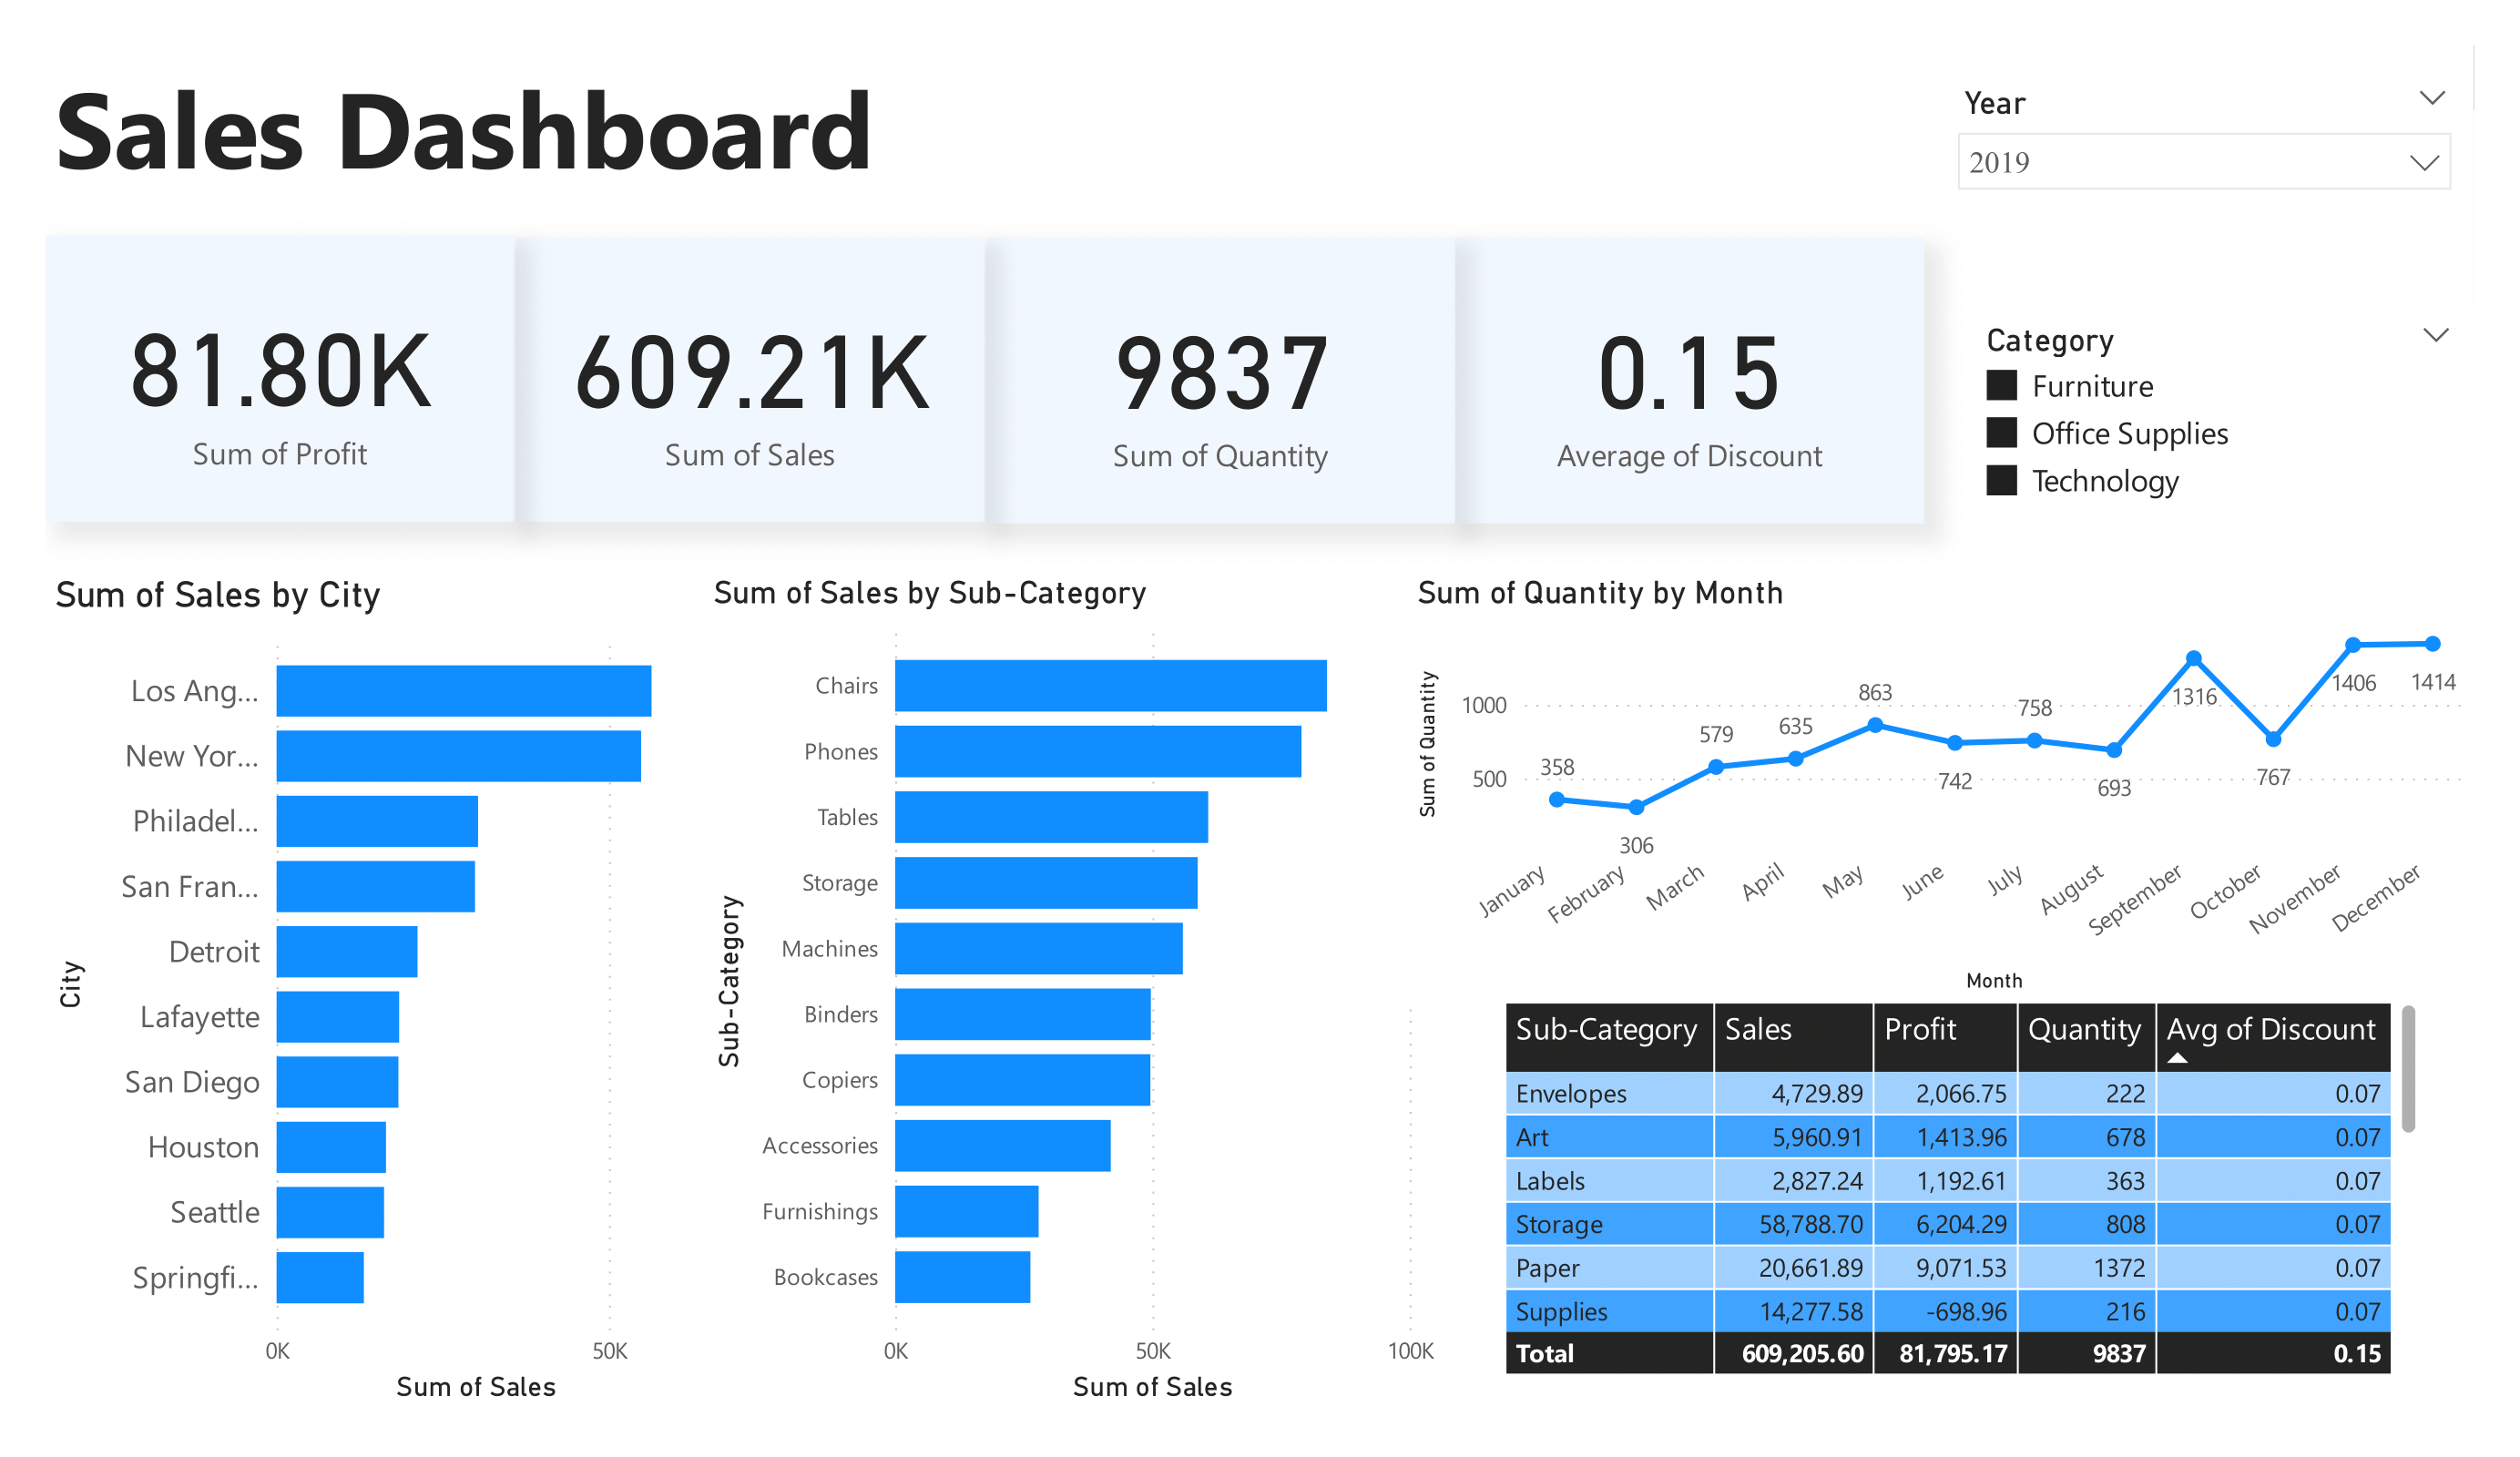 Sales Dashboard
Year
2019
81.80K
Sum of Profit
609.21K
Sum of Sales
9837
Sum of Quantity
0.15
Average of Discount
Category
Furniture
Office Supplies
Technology
Sum of Sales by City
City
Los Ang...
New Yor...
Philadel...
San Fran...
Detroit
Lafayette
San Diego
Houston
Seattle
Springfi...
0K 50K
Sum of Sales
Sum of Sales by Sub-Category
Sub-Category
Chairs
Phones
Tables
Storage
Machines
Binders
Copiers
Accessories
Furnishings
Bookcases
0K 50K 100K
Sum of Sales
Sum of Quantity by Month
Sum of Quantity
1000
500
358 306 579 635 863 742 758 693 1316 767 1406 1414
January February March April May June July August September October November December
Month
Sub-Category Sales Profit Quantity Avg of Discount
Envelopes 4,729.89 2,066.75 222 0.07
Art 5,960.91 1,413.96 678 0.07
Labels 2,827.24 1,192.61 363 0.07
Storage 58,788.70 6,204.29 808 0.07
Paper 20,661.89 9,071.53 1372 0.07
Supplies 14,277.58 -698.96 216 0.07
Total 609,205.60 81,795.17 9837 0.15